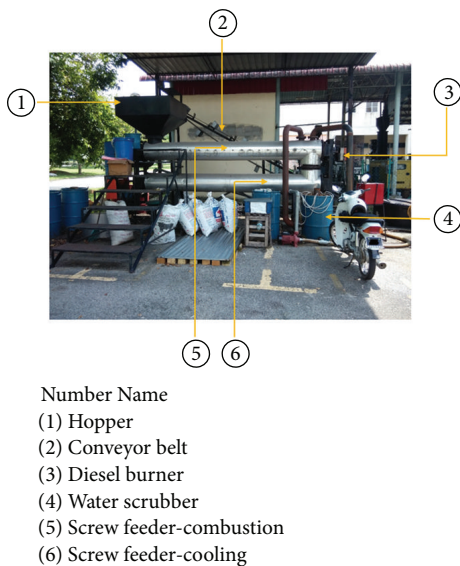 2
1
3
4
5 6
Number Name
(1) Hopper
(2) Conveyor belt
(3) Diesel burner
(4) Water scrubber
(5) Screw feeder-combustion
(6) Screw feeder-cooling